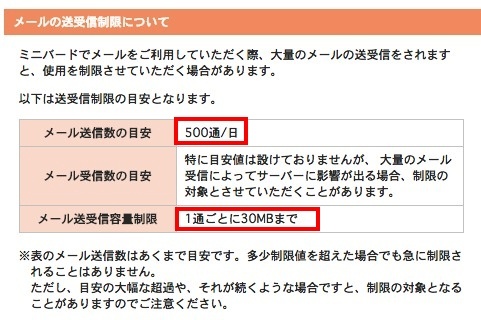 メールの送受信制限について
ミニバードでメールをご利用していただく際、大量のメールの送受信をされます
と、使用を制限させていただく場合があります。
以下は送受信制限の目安となります。
メール送信数の目安
500通/日
メール受信数の目安
特に目安値は設けておりませんが、 大量のメール
受信によってサーバーに影響が出る場合、制限の
対象とさせていただくことがあります。
メール送受信容量制限
1通ごとに30MBまで
※表のメール送信数はあくまで目安です。多少制限値を超えた場合でも急に制限
されることはありません。
ただし、目安の大幅な超過や、それが続くような場合ですと、制限の対象となる
ことがありますのでご注意ください。